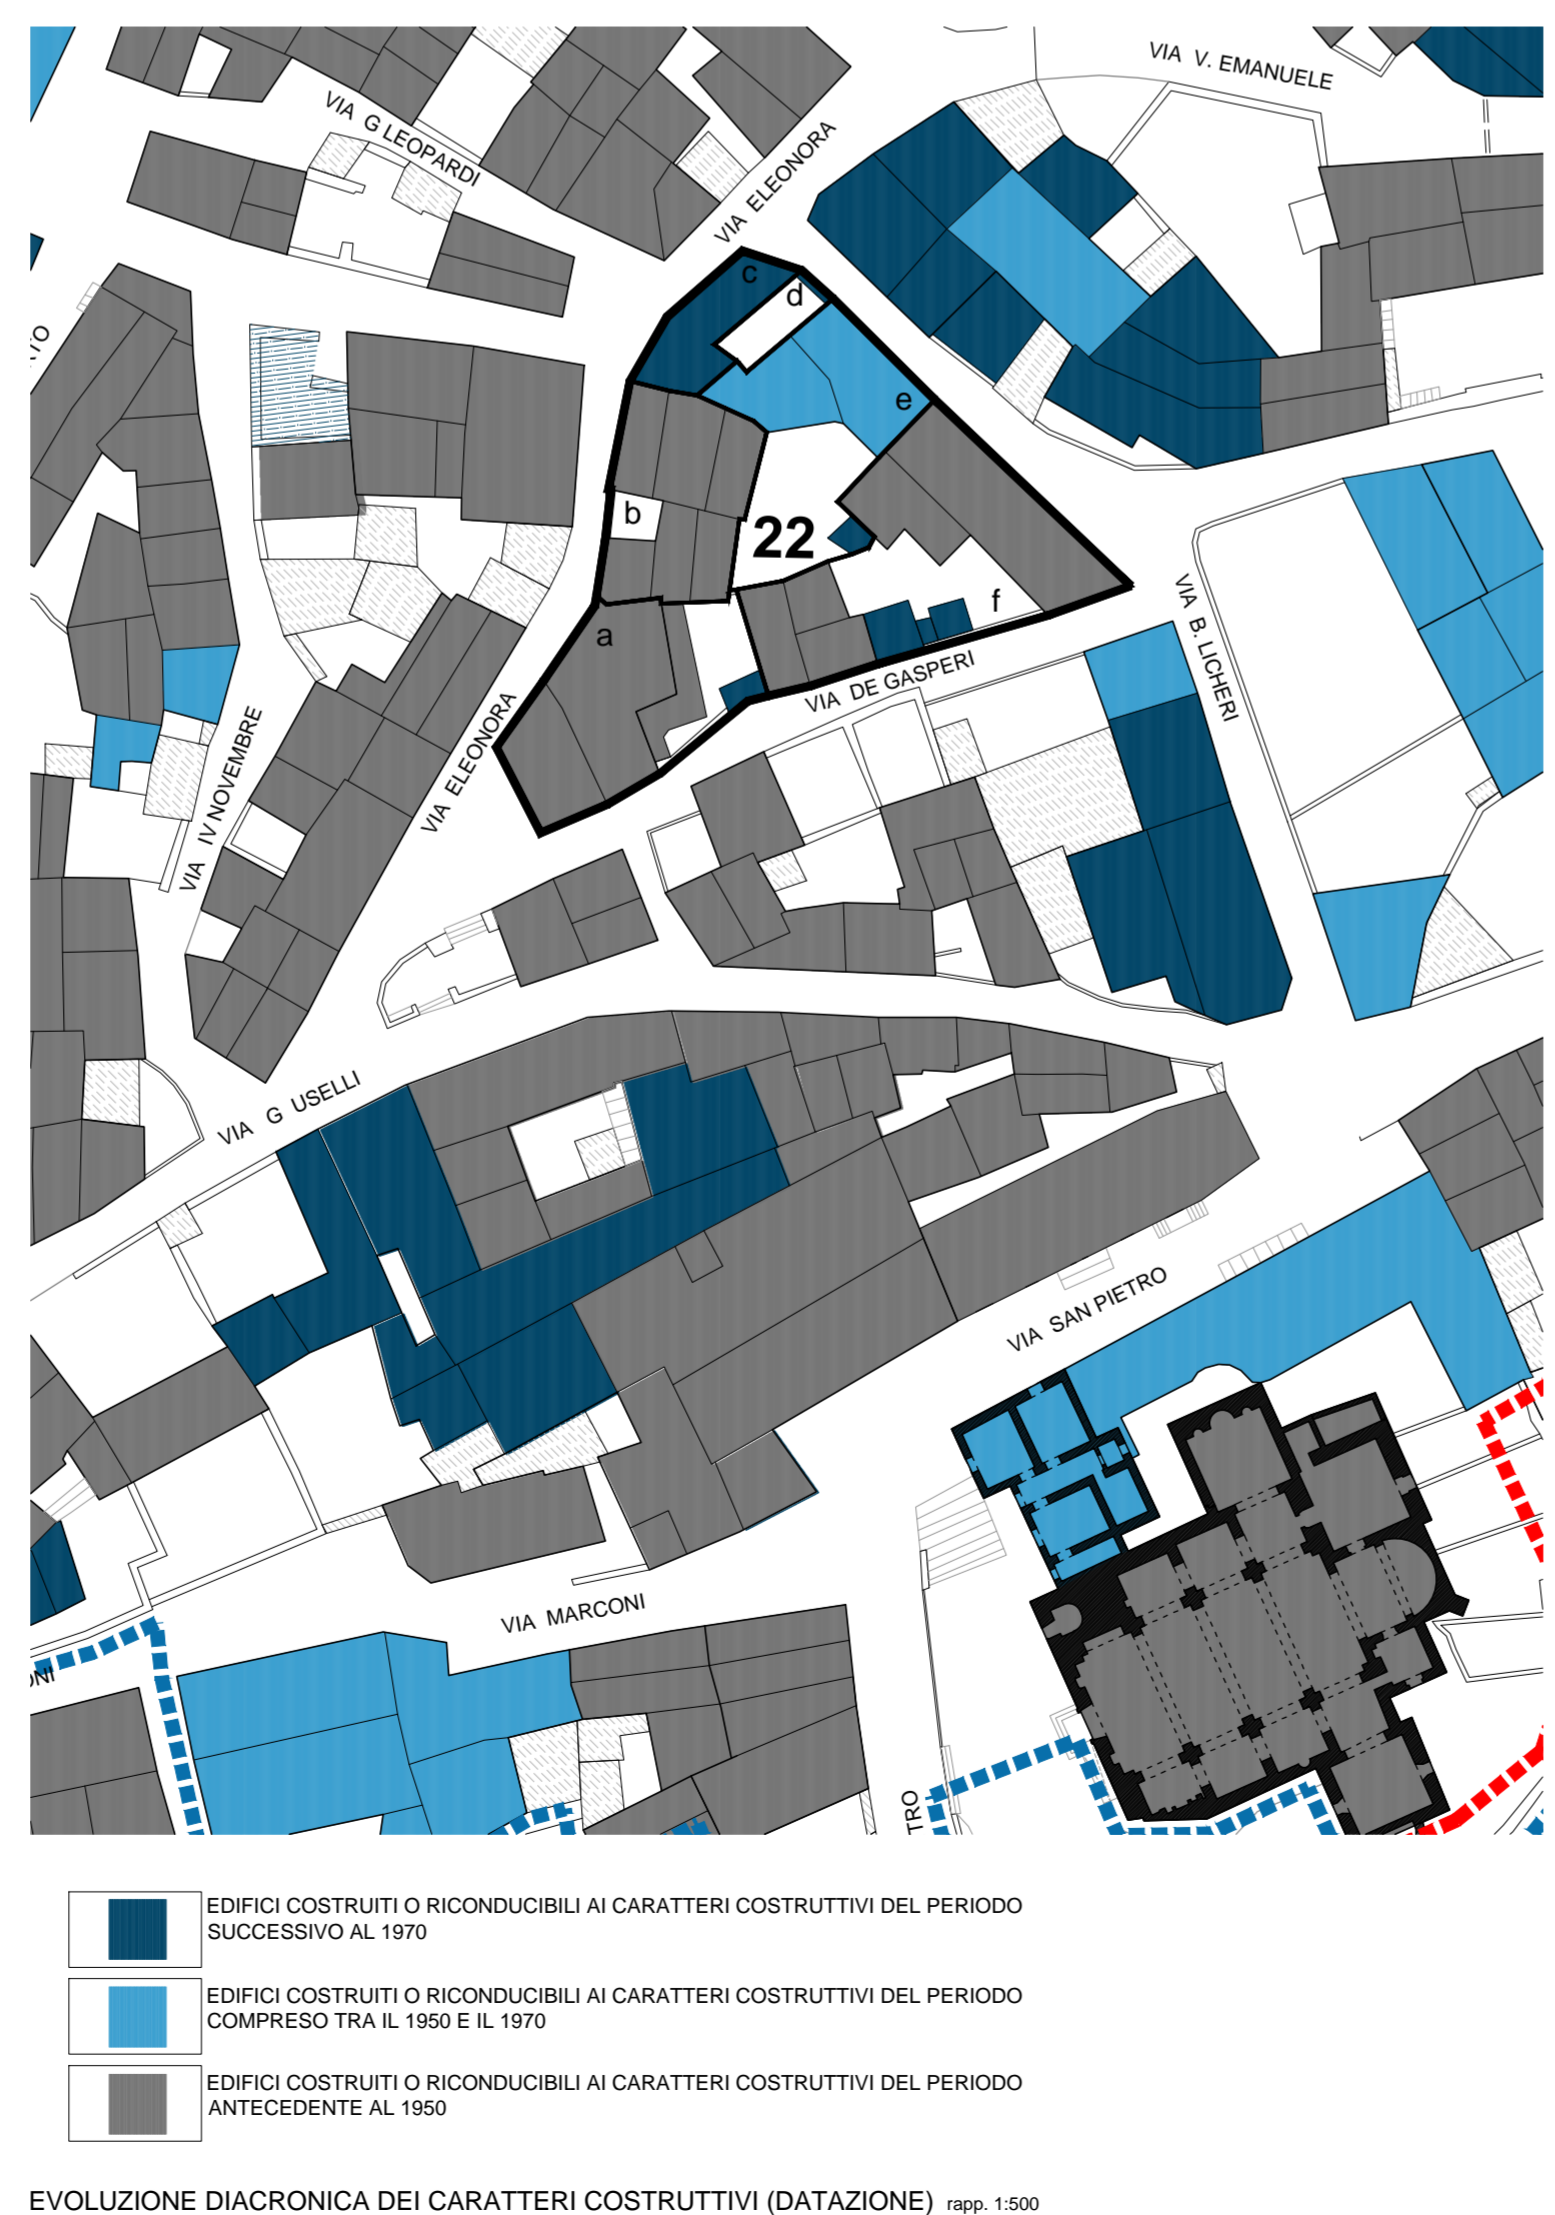 VIA V. EMANUELE
VIA G LEOPARDI
VIA ELEONORA
c
d
e
b
22
a
f
VIA DE GASPERI
VIA B. LICHERI
VIA ELEONORA
VIA IV NOVEMBRE
VIA G USELLI
VIA SAN PIETRO
VIA MARCONI
EDIFICI COSTRUITI O RICONDUCIBILI AI CARATTERI COSTRUTTIVI DEL PERIODO
SUCCESSIVO AL 1970
EDIFICI COSTRUITI O RICONDUCIBILI AI CARATTERI COSTRUTTIVI DEL PERIODO
COMPRESO TRA IL 1950 E IL 1970
EDIFICI COSTRUITI O RICONDUCIBILI AI CARATTERI COSTRUTTIVI DEL PERIODO
ANTECEDENTE AL 1950
EVOLUZIONE DIACRONICA DEI CARATTERI COSTRUTTIVI (DATAZIONE) rapp. 1:500